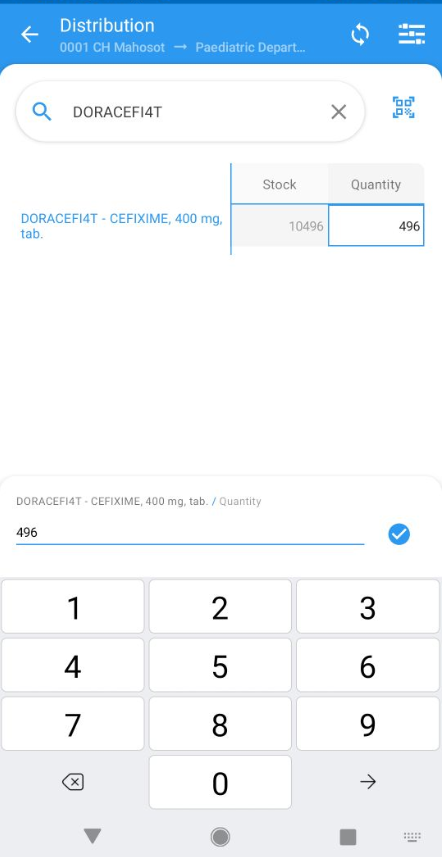 Distribution
0001 CH Mahosot → Paediatric Depart...
DORACEFI4T
Stock Quantity
DORACEFI4T - CEFIXIME, 400 mg, tab. 10496 496
DORACEFI4T - CEFIXIME, 400 mg, tab. / Quantity
496
1 2 3
4 5 6
7 8 9
0